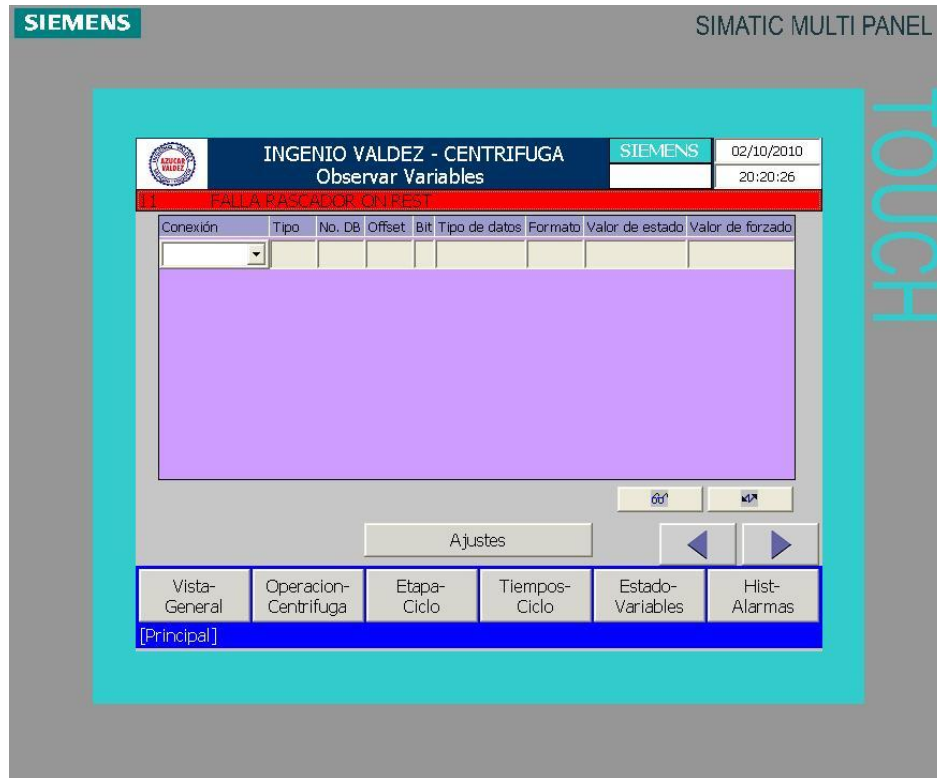 SIEMENS
SIMATIC MULTI PANEL
TOUCH
AZUCAR
VALDEZ
INGENIO VALDEZ - CENTRIFUGA
Observar Variables
SIEMENS
02/10/2010
20:20:26
11 FALLA RASCADOR ON REST
Conexión Tipo No. DB Offset Bit Tipo de datos Formato Valor de estado Valor de forzado
Ajustes
Vista-
General
Operacion-
Centrifuga
Etapa-
Ciclo
Tiempos-
Ciclo
Estado-
Variables
Hist-
Alarmas
[Principal]